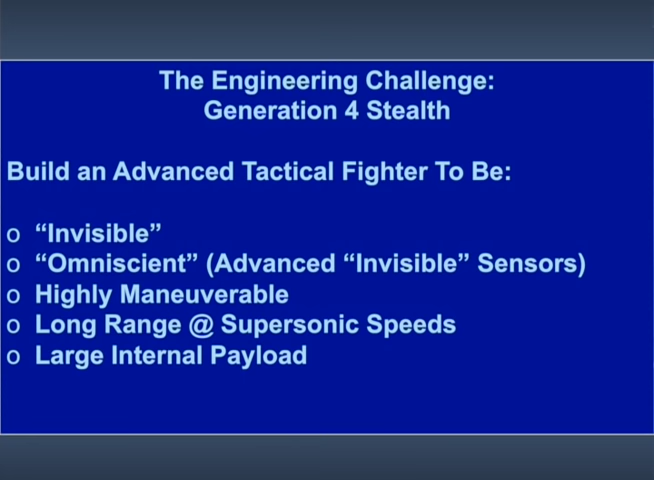 The Engineering Challenge:
Generation 4 Stealth
Build an Advanced Tactical Fighter To Be:
o “Invisible”
o “Omniscient” (Advanced “Invisible” Sensors)
o Highly Maneuverable
o Long Range @ Supersonic Speeds
o Large Internal Payload